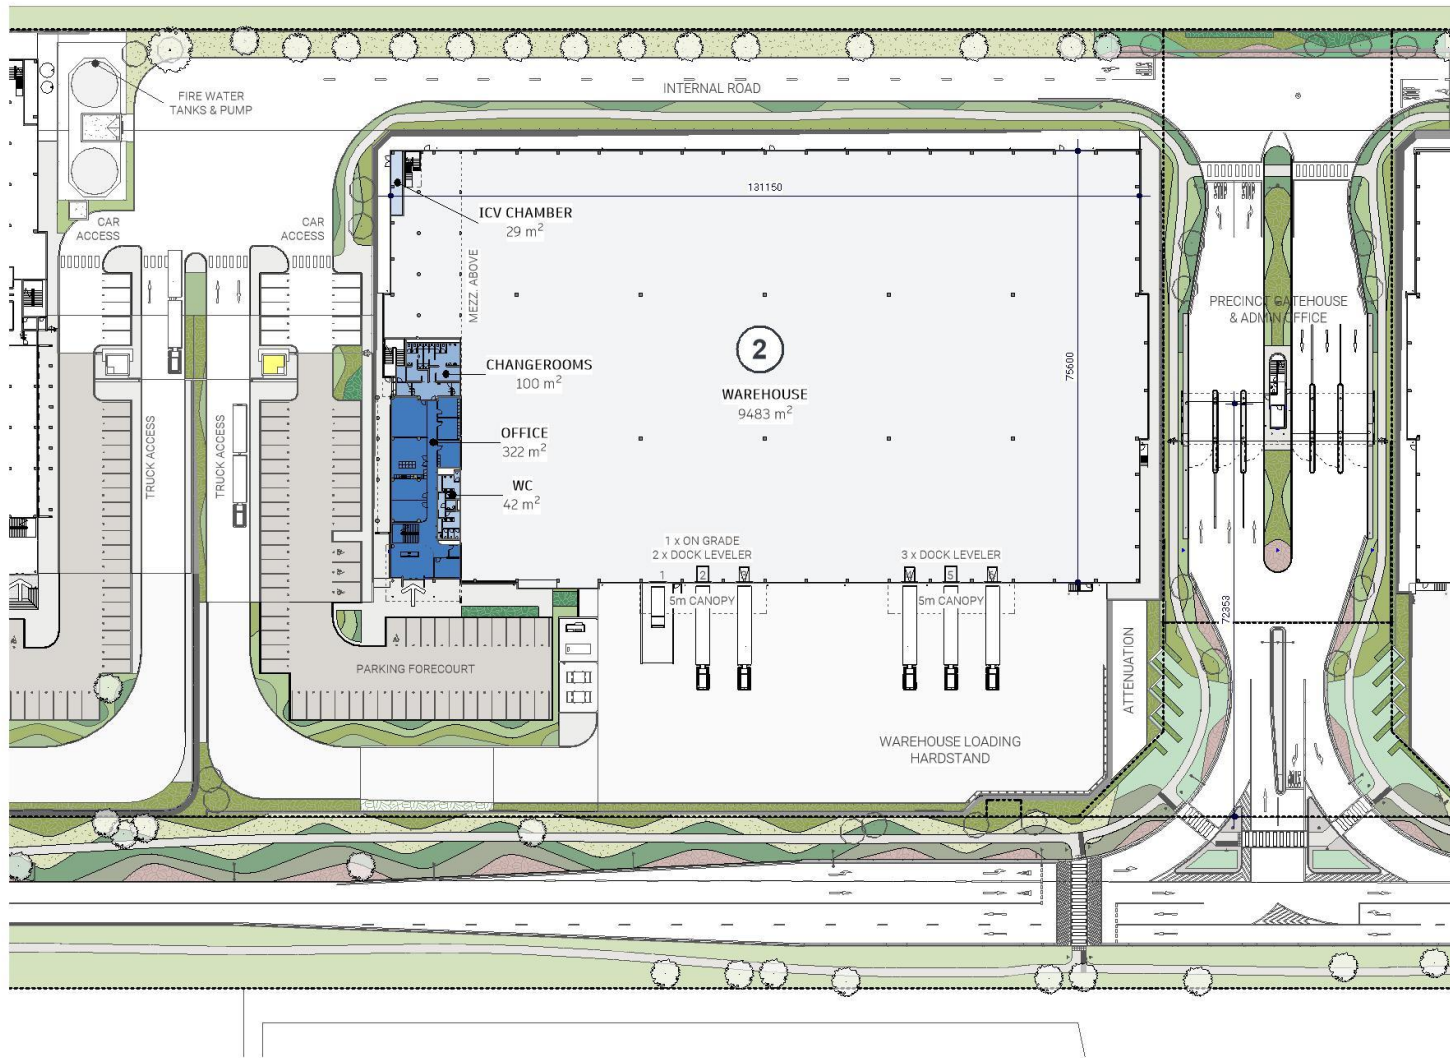 INTERNAL ROAD
FIRE WATER
TANKS & PUMP
131150
ICV CHAMBER
29 m²
CAR
ACCESS
CAR
ACCESS
MEZZ. ABOVE
PRECINCT GATEHOUSE
& ADMIN OFFICE
2
WAREHOUSE
9483 m²
75600
CHANGEROOMS
100 m²
OFFICE
322 m²
WC
42 m²
TRUCK ACCESS
TRUCK ACCESS
1 x ON GRADE
2 x DOCK LEVELER
3 x DOCK LEVELER
1
2
3
4
5
6
5m CANOPY
5m CANOPY
72353
PARKING FORECOURT
ATTENUATION
WAREHOUSE LOADING
HARDSTAND